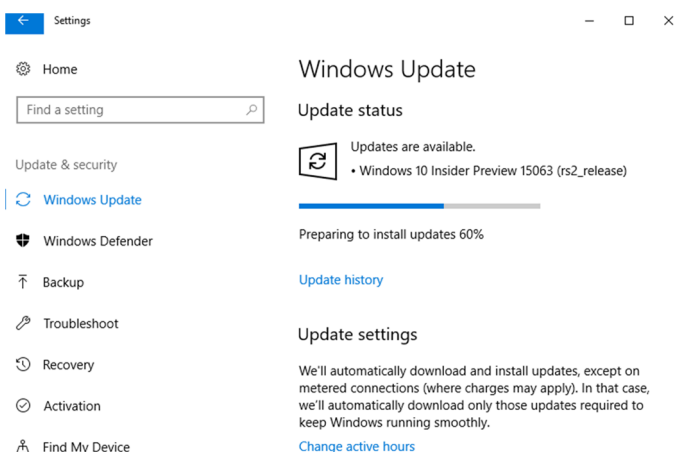 Settings
Home
Find a setting
Update & security
Windows Update
Windows Defender
Backup
Troubleshoot
Recovery
Activation
Find My Device
Windows Update
Update status
Updates are available.
• Windows 10 Insider Preview 15063 (rs2_release)
Preparing to install updates 60%
Update history
Update settings
We'll automatically download and install updates, except on
metered connections (where charges may apply). In that case,
we'll automatically download only those updates required to
keep Windows running smoothly.
Change active hours